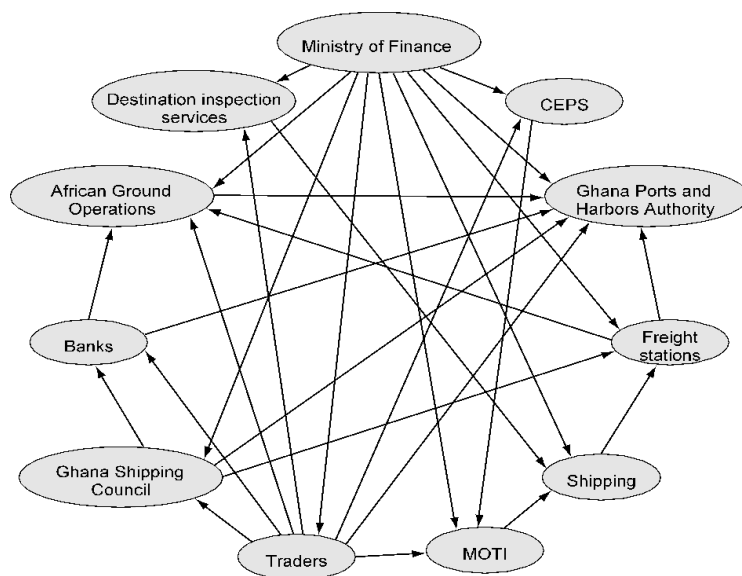 Ministry of Finance
Destination inspection
services
CEPS
African Ground
Operations
Ghana Ports and
Harbors Authority
Banks
Freight
stations
Ghana Shipping
Council
Shipping
Traders
MOTI